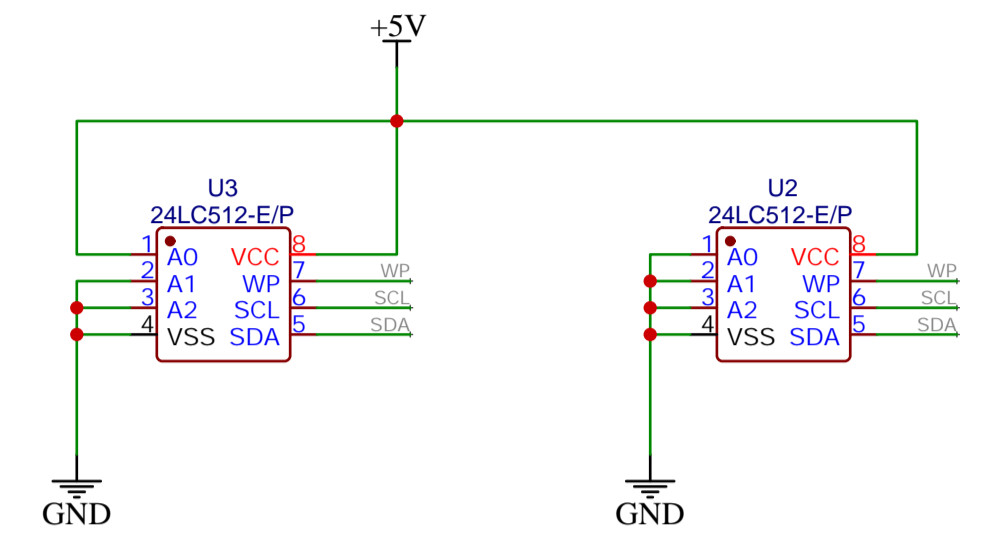 +5V
U3
24LC512-E/P
1 A0 VCC 8
2 A1 WP 7 WP
3 A2 SCL 6 SCL
4 VSS SDA 5 SDA
GND
U2
24LC512-E/P
1 A0 VCC 8
2 A1 WP 7 WP
3 A2 SCL 6 SCL
4 VSS SDA 5 SDA
GND